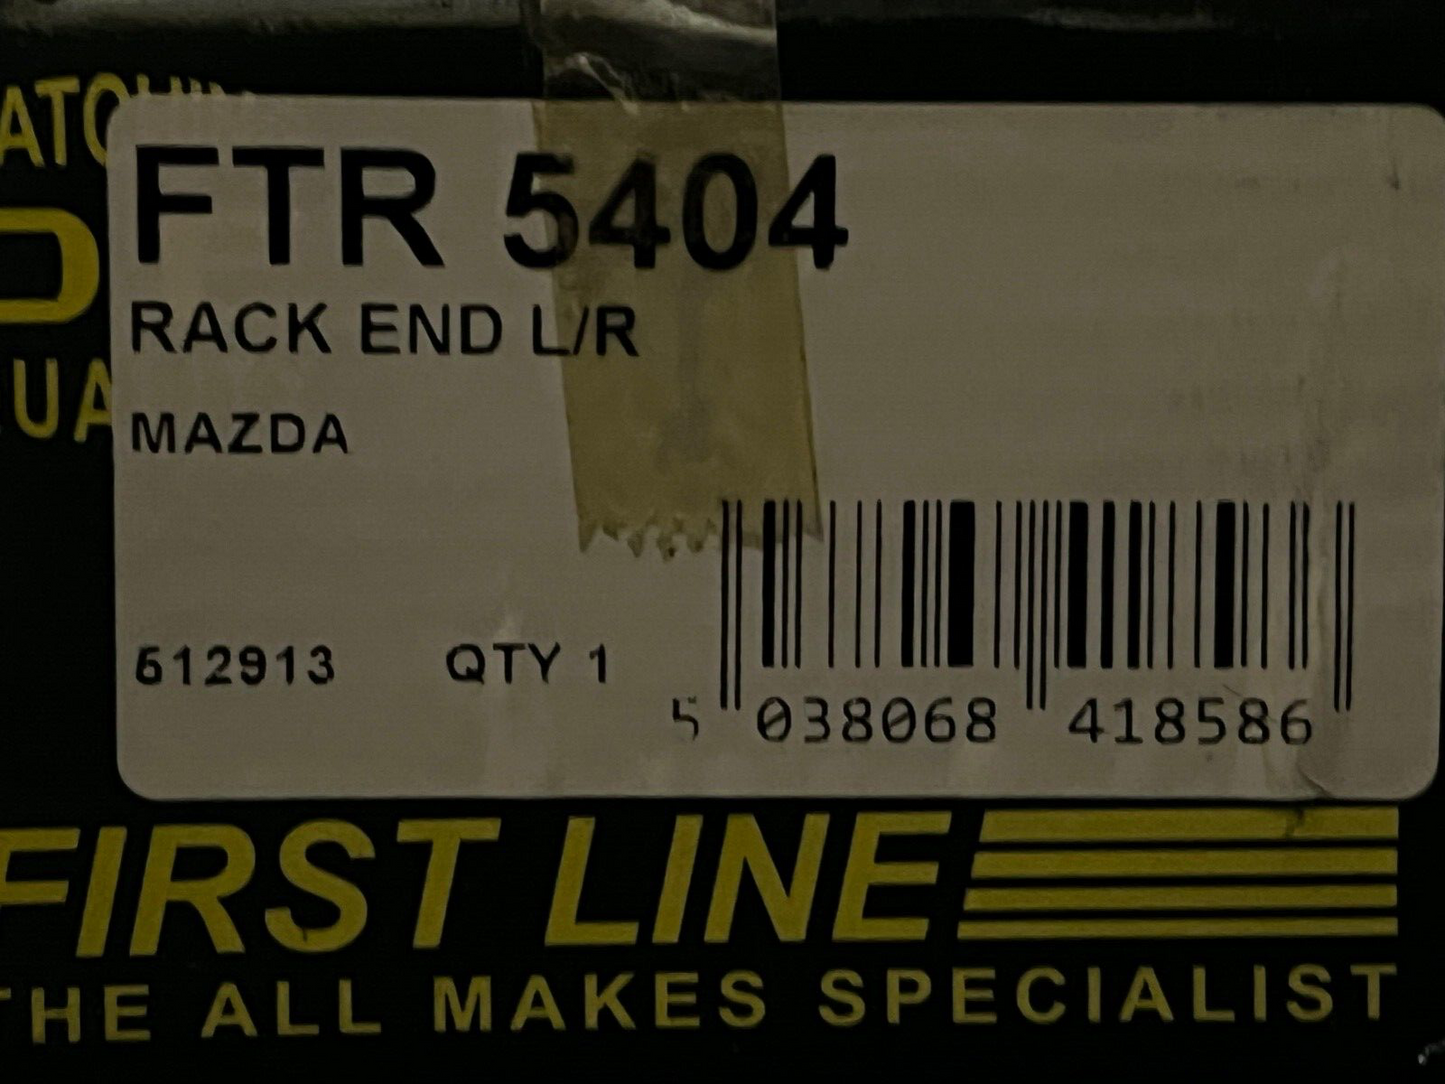 FTR 5404
RACK END L/R
MAZDA
612913 QTY 1
5 038068 418586
FIRST LINE
THE ALL MAKES SPECIALIST